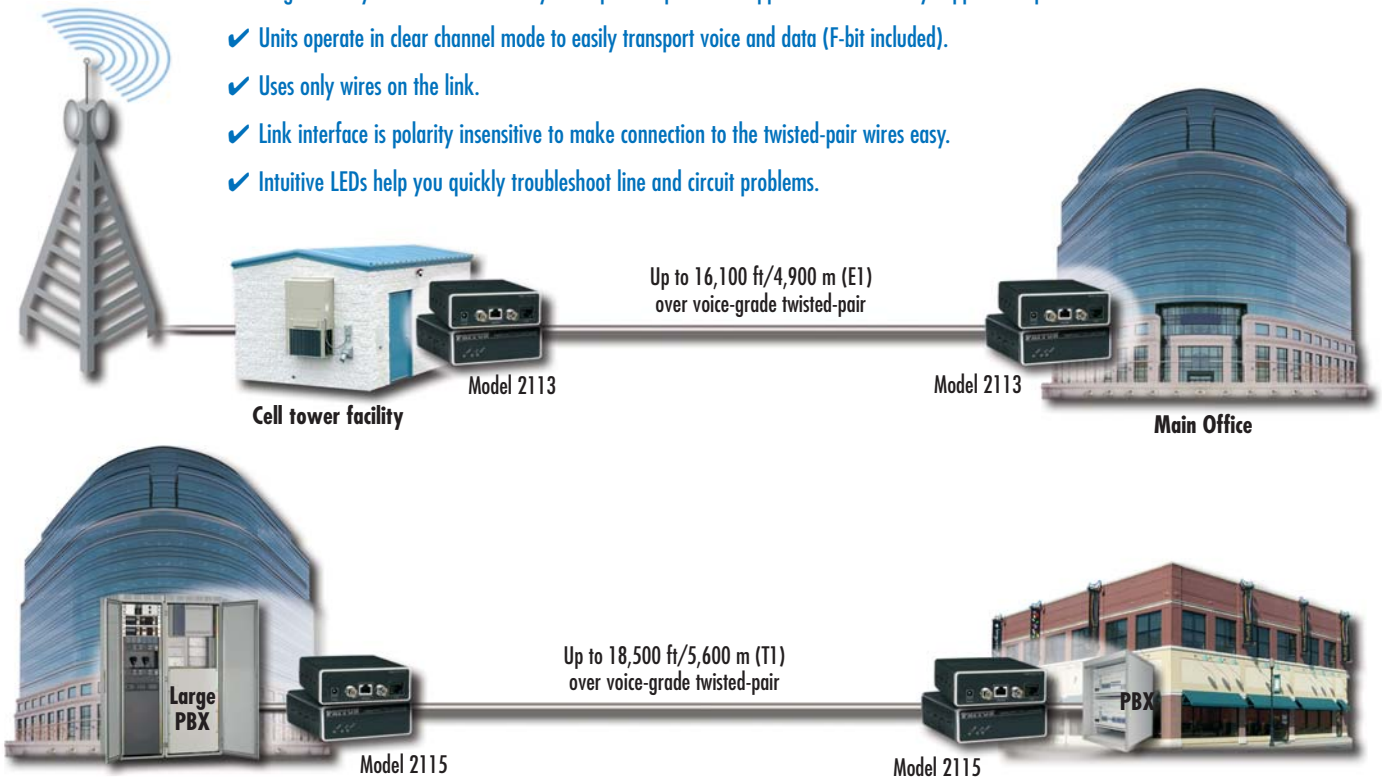 ✔ Units operate in clear channel mode to easily transport voice and data (F-bit included).
✔ Uses only wires on the link.
✔ Link interface is polarity insensitive to make connection to the twisted-pair wires easy.
✔ Intuitive LEDs help you quickly troubleshoot line and circuit problems.
Up to 16,100 ft/4,900 m (E1)
over voice-grade twisted-pair
Model 2113
Model 2113
Cell tower facility
Main Office
Large
PBX
Up to 18,500 ft/5,600 m (T1)
over voice-grade twisted-pair
PBX
Model 2115
Model 2115